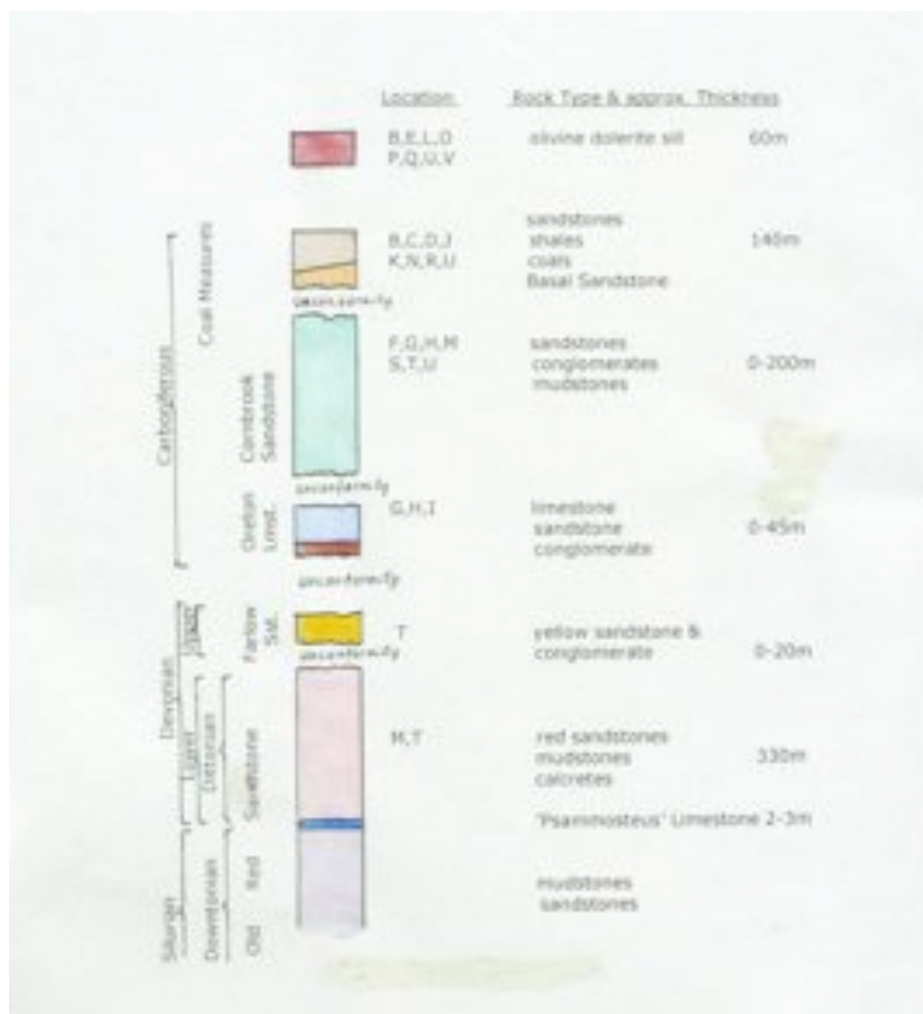 Location Rock Type & approx. Thickness
B,E,L,O olivine dolerite sill 60m
P,Q,U,V
sandstones
B,C,D,J shales 140m
K,N,R,U coals
Basal Sandstone
unconformity
F,G,H,M sandstones
S,T,U conglomerates 0-200m
mudstones
unconformity
G,H,I limestone
sandstone 0-45m
conglomerate
unconformity
T yellow sandstone &
unconformity conglomerate 0-20m
M,T red sandstones
mudstones 330m
calcretes
'Psammosteus' Limestone 2-3m
mudstones
sandstones
Carboniferous
Coal Measures
Cornbrook
Sandstone
Oreton
Lmst.
Farlow
Sst.
Devonian
Lower
Dittonian
Silurian
Downtonian
Old Red Sandstone